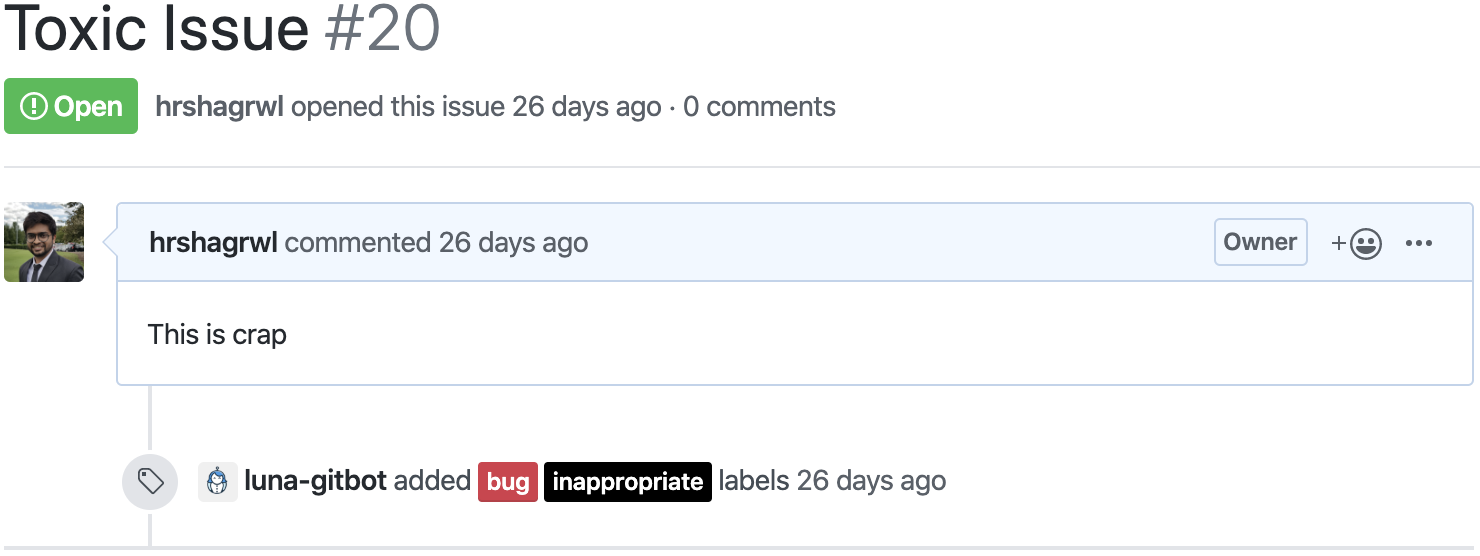 Toxic Issue #20
Open hrshagrwl opened this issue 26 days ago · 0 comments
hrshagrwl commented 26 days ago Owner
This is crap
luna-gitbot added bug inappropriate labels 26 days ago